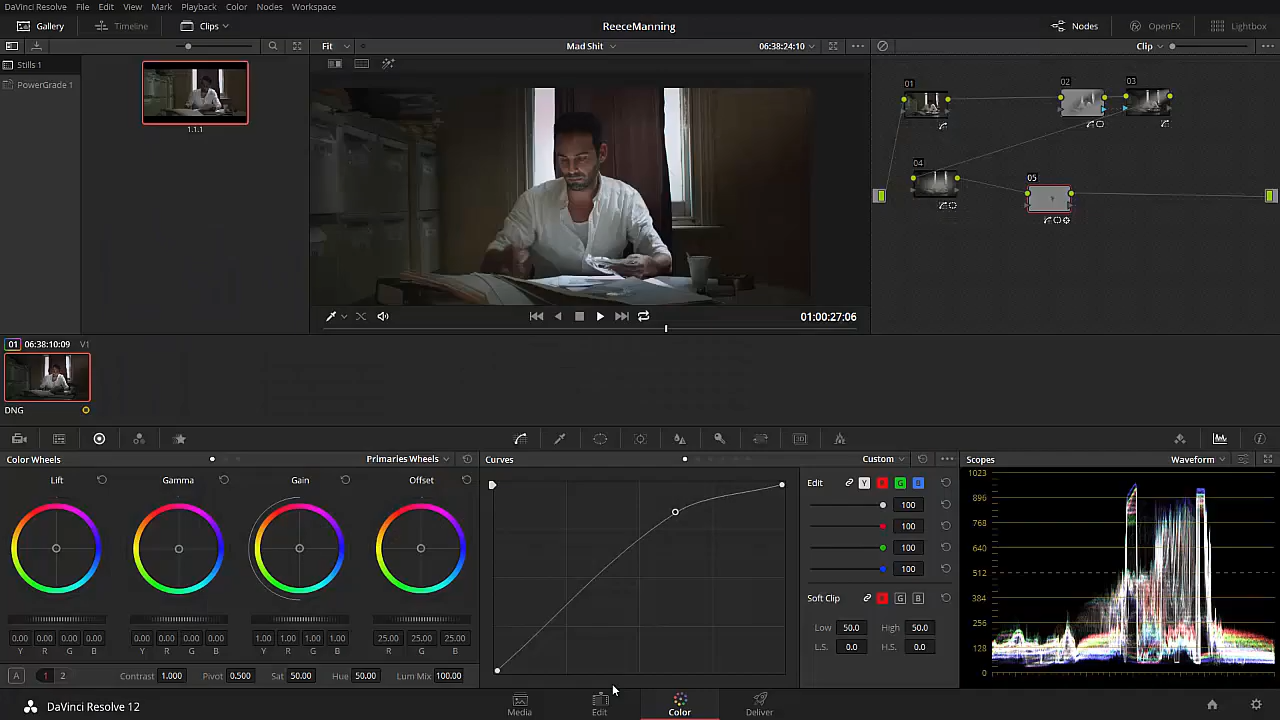 DaVinci Resolve File Edit View Mark Playback Color Nodes Workspace
Gallery Timeline Clips ReeceManning Nodes OpenFX Lightbox
Fit Mad Shit 06:38:24:10 Clip
Stills 1
PowerGrade 1
1.1.1
01 02 03
04 05
01:00:27:06
01 06:38:10:09 V1
DNG
Color Wheels Primaries Wheels Curves Custom Scopes Waveform
Lift Gamma Gain Offset
0.00 0.00 0.00 0.00 0.00 0.00 0.00 0.00 1.00 1.00 1.00 1.00 25.00 25.00 25.00
Y R G B Y R G B Y R G B R G B
A 1 2 Contrast 1.000 Pivot 0.500 Sat 50.00 Hue 50.00 Lum Mix 100.00
Edit Y R G B
100
100
100
100
Soft Clip R G B
Low 50.0 High 50.0
L.S. 0.0 H.S. 0.0
1023
896
768
640
512
384
256
128
0
DaVinci Resolve 12 Media Edit Color Deliver